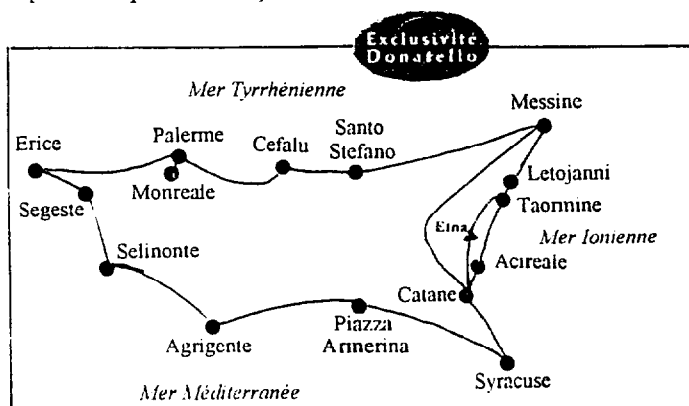 Exclusivité
Donatello
Mer Tyrrhénienne
Messine
Erice
Palerme
Cefalu
Santo
Stefano
Monreale
Letojanni
Segeste
Taormine
Etna
Mer Ionienne
Selinonte
Acireale
Catane
Agrigente
Piazza
Armerina
Syracuse
Mer Méditerranée